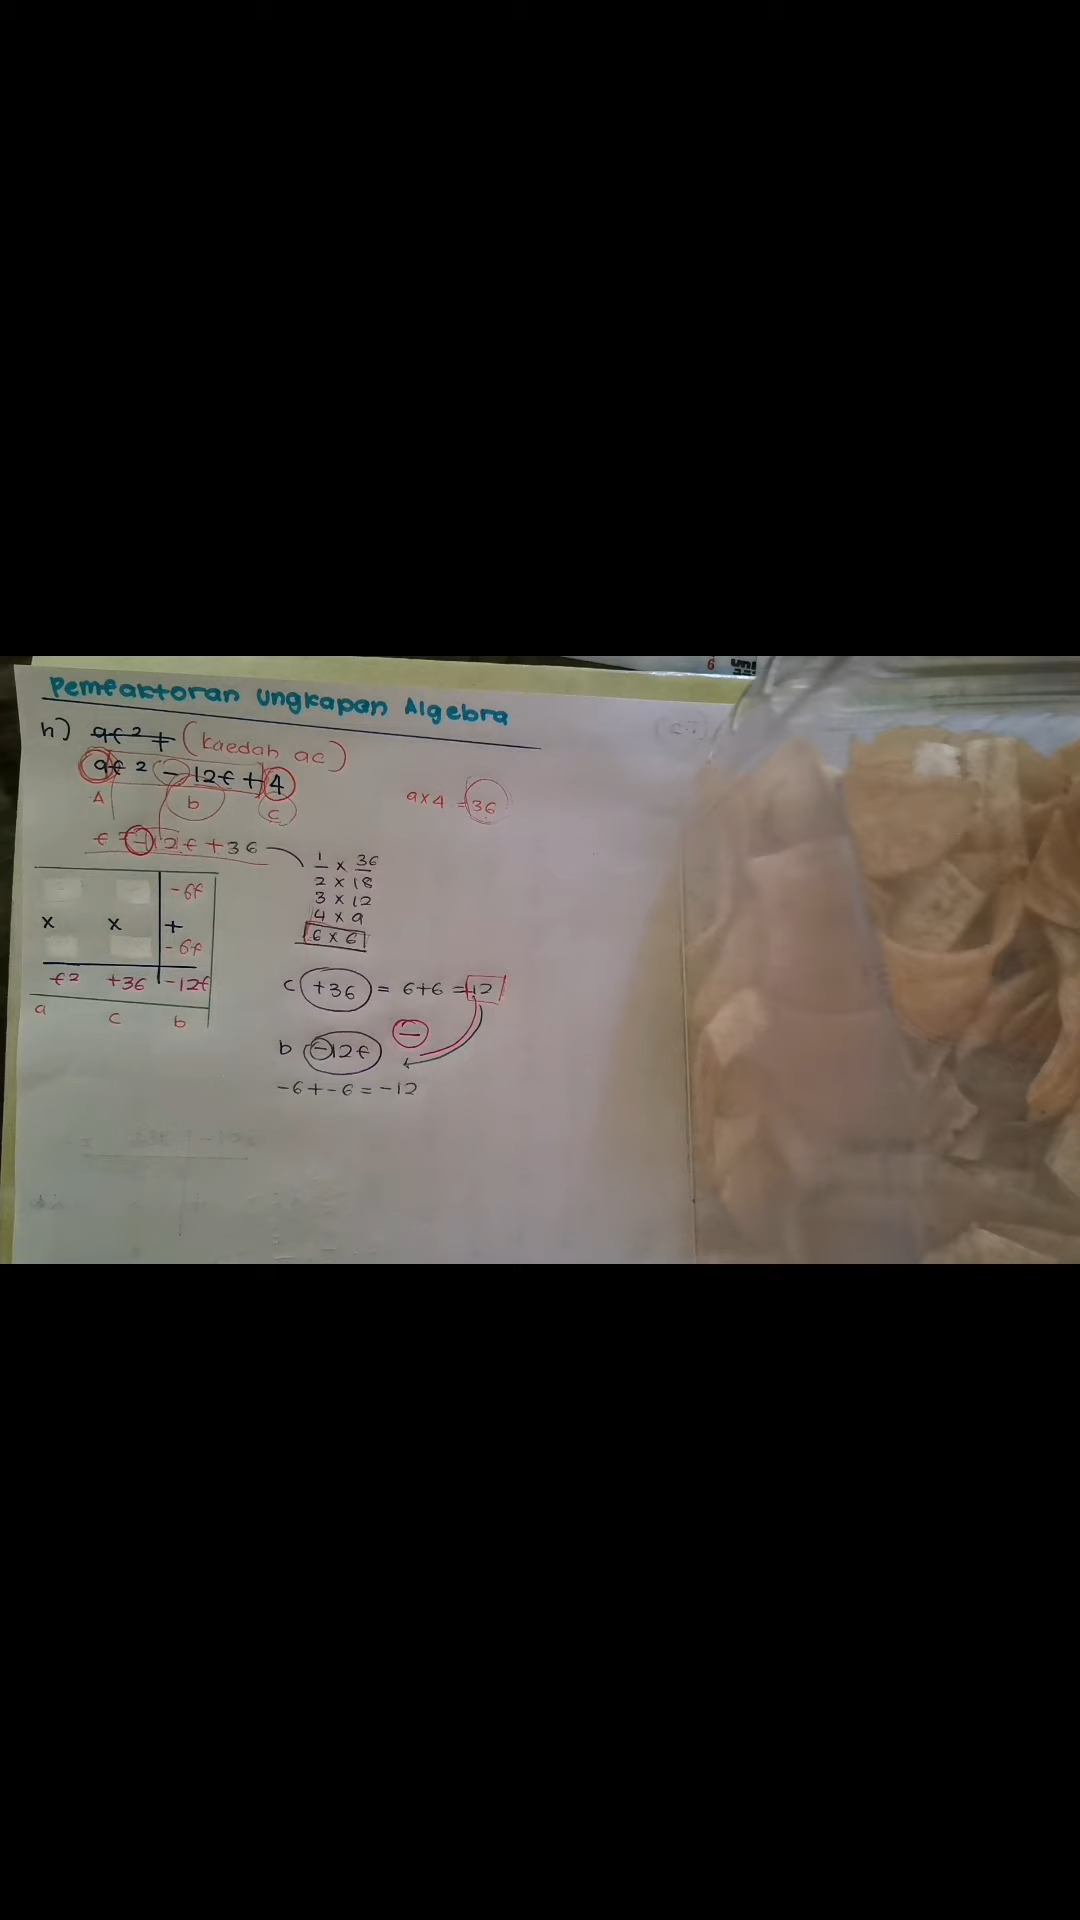 Pemfaktoran Ungkapan Algebra
h) 9f² + (kaedah ac)
9f² - 12f + 4
A b c
9x4 = 36
f² - 12f + 36
1 x 36
2 x 18
3 x 12
4 x 9
6 x 6
-6f
x x +
-6f
f² +36 -12f
a c b
c +36 = 6+6 = +12
-
b -12f
-6+-6 = -12